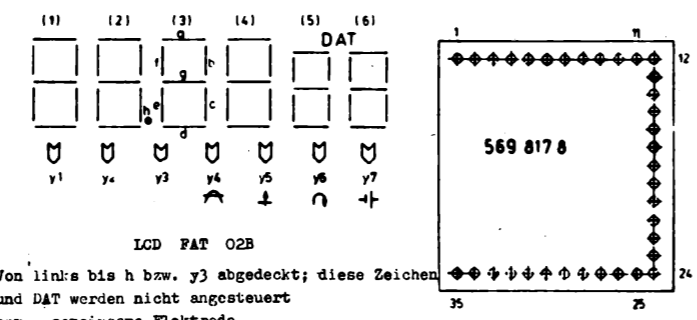 (1) (2) (3) (4) (5) (6)
a DAT
f b
g
h e c
d
y1 y2 y3 y4 y5 y6 y7
LCD FAT 02B
Von links bis h bzw. y3 abgedeckt; diese Zeichen
und DAT werden nicht angesteuert
gemeinsame Elektrode
1 11
12
569 817 8
24
35 25